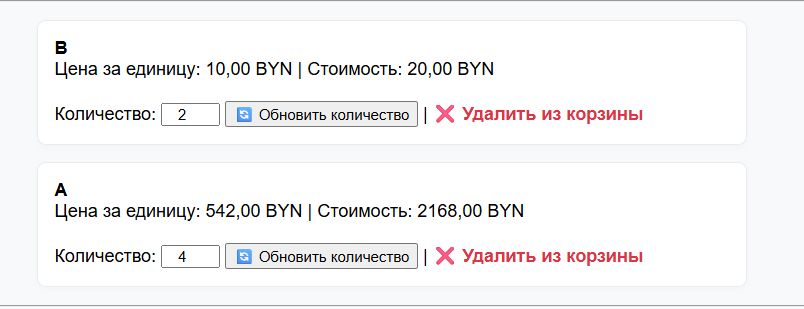 B
Цена за единицу: 10,00 BYN | Стоимость: 20,00 BYN
Количество: 2 🔄 Обновить количество | ❌ Удалить из корзины
A
Цена за единицу: 542,00 BYN | Стоимость: 2168,00 BYN
Количество: 4 🔄 Обновить количество | ❌ Удалить из корзины